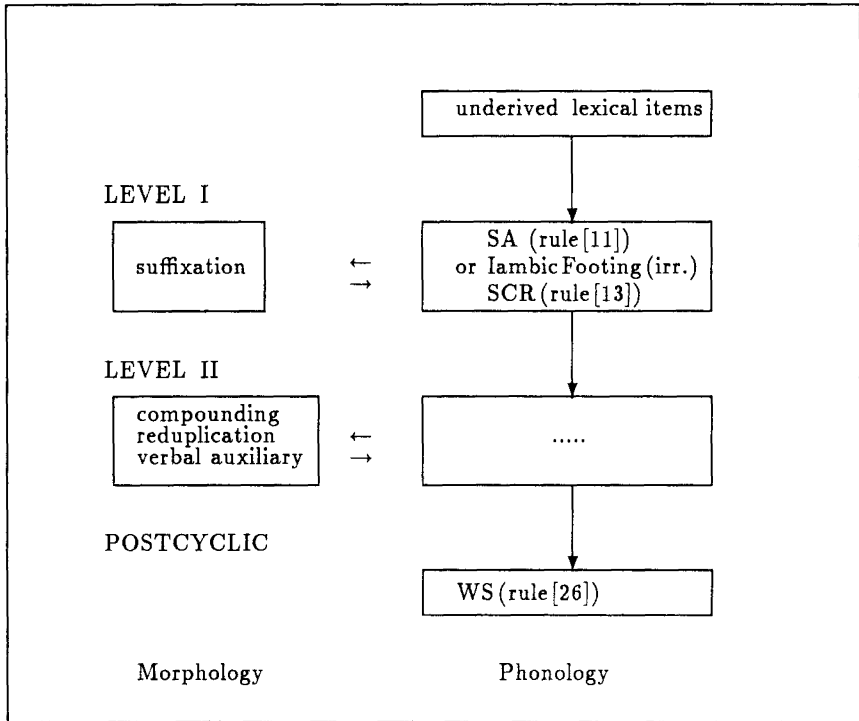 underived lexical items
LEVEL I
suffixation
←
→
SA (rule [11])
or Iambic Footing (irr.)
SCR (rule [13])
LEVEL II
compounding
reduplication
verbal auxiliary
←
→
.....
POSTCYCLIC
WS (rule [26])
Morphology Phonology